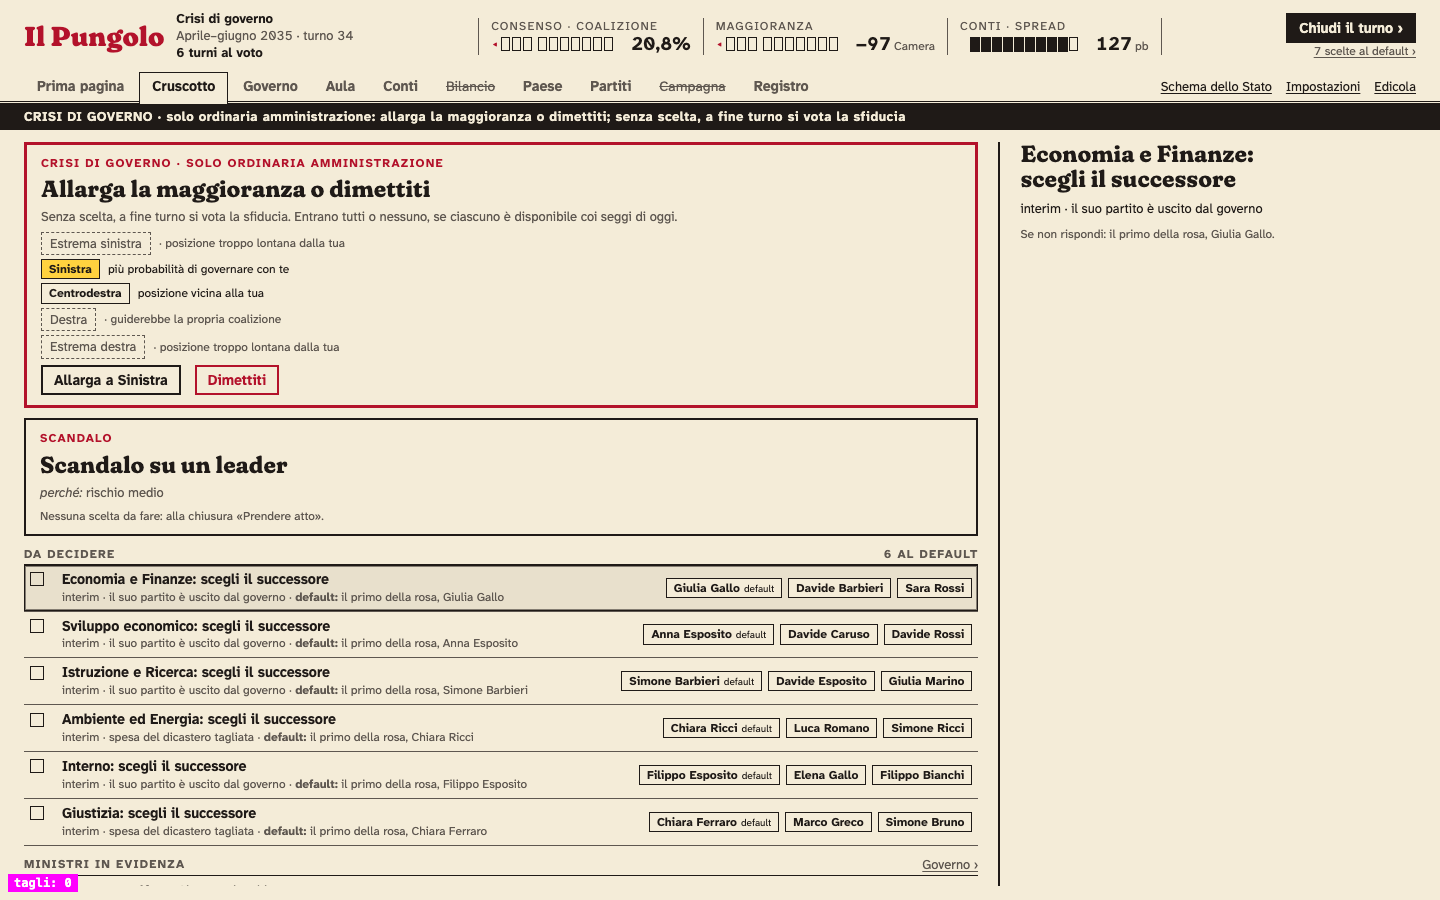 Il Pungolo
Crisi di governo
Aprile–giugno 2035 · turno 34
6 turni al voto
CONSENSO · COALIZIONE
20,8%
MAGGIORANZA
−97 Camera
CONTI · SPREAD
127 pb
Chiudi il turno ›
7 scelte al default ›
Prima pagina
Cruscotto
Governo
Aula
Conti
Bilancio
Paese
Partiti
Campagna
Registro
Schema dello Stato
Impostazioni
Edicola
CRISI DI GOVERNO · solo ordinaria amministrazione: allarga la maggioranza o dimettiti; senza scelta, a fine turno si vota la sfiducia
CRISI DI GOVERNO · SOLO ORDINARIA AMMINISTRAZIONE
Allarga la maggioranza o dimettiti
Senza scelta, a fine turno si vota la sfiducia. Entrano tutti o nessuno, se ciascuno è disponibile coi seggi di oggi.
Estrema sinistra · posizione troppo lontana dalla tua
Sinistra più probabilità di governare con te
Centrodestra posizione vicina alla tua
Destra · guiderebbe la propria coalizione
Estrema destra · posizione troppo lontana dalla tua
Allarga a Sinistra
Dimettiti
SCANDALO
Scandalo su un leader
perché: rischio medio
Nessuna scelta da fare: alla chiusura «Prendere atto».
DA DECIDERE
6 AL DEFAULT
Economia e Finanze: scegli il successore
interim · il suo partito è uscito dal governo · default: il primo della rosa, Giulia Gallo
Giulia Gallo default
Davide Barbieri
Sara Rossi
Sviluppo economico: scegli il successore
interim · il suo partito è uscito dal governo · default: il primo della rosa, Anna Esposito
Anna Esposito default
Davide Caruso
Davide Rossi
Istruzione e Ricerca: scegli il successore
interim · il suo partito è uscito dal governo · default: il primo della rosa, Simone Barbieri
Simone Barbieri default
Davide Esposito
Giulia Marino
Ambiente ed Energia: scegli il successore
interim · spesa del dicastero tagliata · default: il primo della rosa, Chiara Ricci
Chiara Ricci default
Luca Romano
Simone Ricci
Interno: scegli il successore
interim · il suo partito è uscito dal governo · default: il primo della rosa, Filippo Esposito
Filippo Esposito default
Elena Gallo
Filippo Bianchi
Giustizia: scegli il successore
interim · spesa del dicastero tagliata · default: il primo della rosa, Chiara Ferraro
Chiara Ferraro default
Marco Greco
Simone Bruno
MINISTRI IN EVIDENZA
Governo ›
tagli: 0
Economia e Finanze:
scegli il successore
interim · il suo partito è uscito dal governo
Se non rispondi: il primo della rosa, Giulia Gallo.